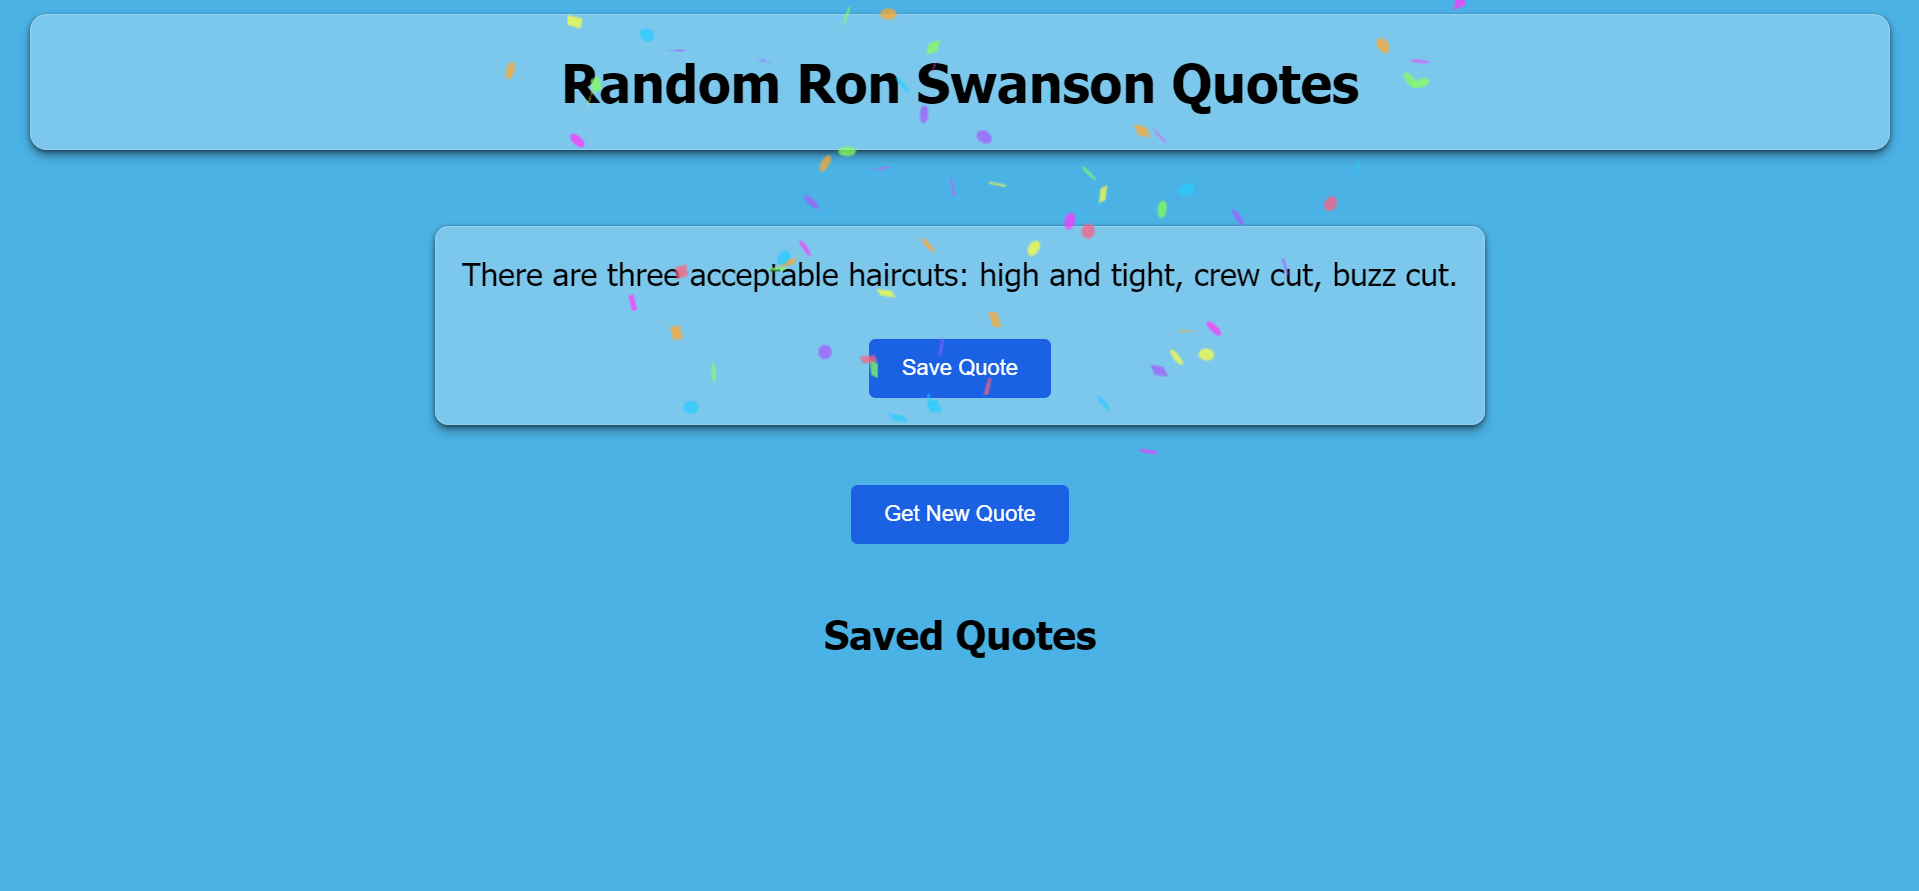 Random Ron Swanson Quotes
There are three acceptable haircuts: high and tight, crew cut, buzz cut.
Save Quote
Get New Quote
Saved Quotes